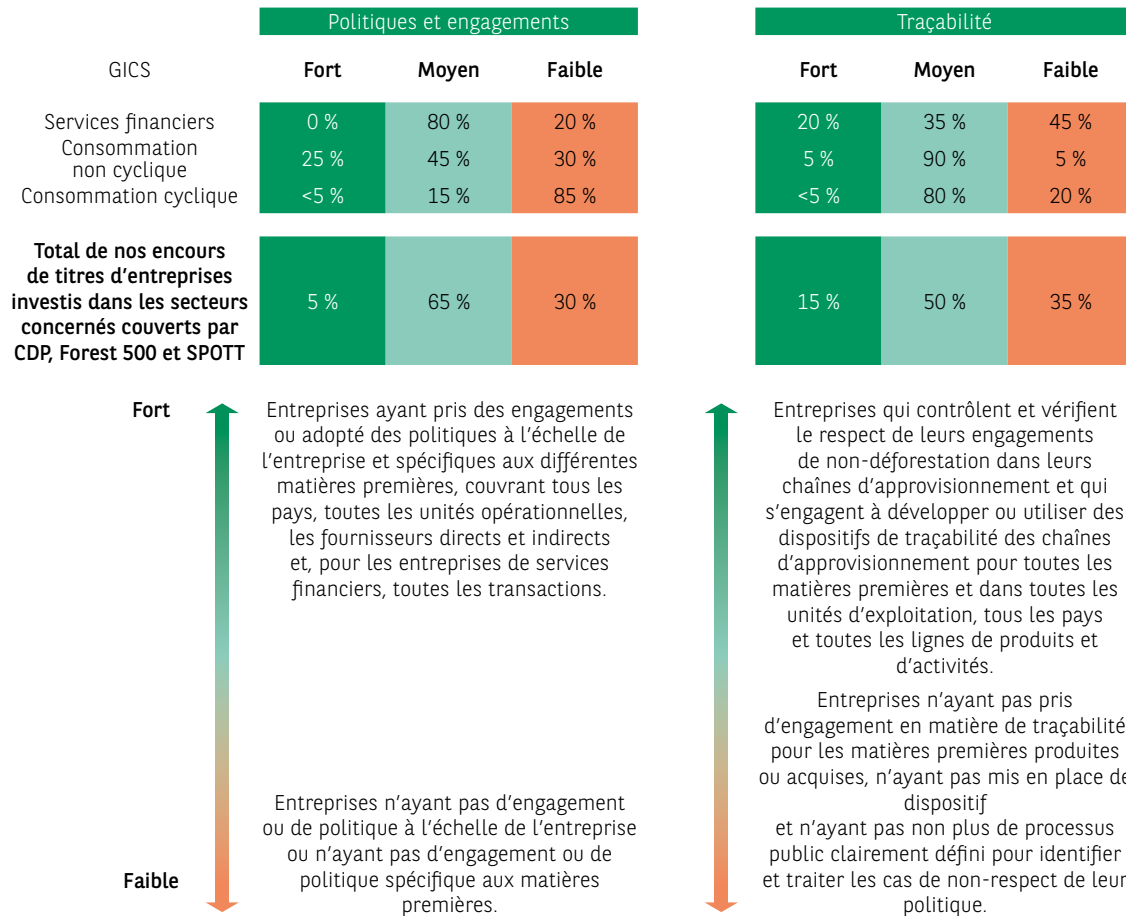 Politiques et engagements
Traçabilité
GICS Fort Moyen Faible Fort Moyen Faible
Services financiers 0 % 80 % 20 % 20 % 35 % 45 %
Consommation
non cyclique 25 % 45 % 30 % 5 % 90 % 5 %
Consommation cyclique <5 % 15 % 85 % <5 % 80 % 20 %
Total de nos encours
de titres d'entreprises
investis dans les secteurs
concernés couverts par
CDP, Forest 500 et SPOTT
5 % 65 % 30 % 15 % 50 % 35 %
Fort
Entreprises ayant pris des engagements
ou adopté des politiques à l'échelle de
l'entreprise et spécifiques aux différentes
matières premières, couvrant tous les
pays, toutes les unités opérationnelles,
les fournisseurs directs et indirects
et, pour les entreprises de services
financiers, toutes les transactions.
Entreprises qui contrôlent et vérifient
le respect de leurs engagements
de non-déforestation dans leurs
chaînes d'approvisionnement et qui
s'engagent à développer ou utiliser des
dispositifs de traçabilité des chaînes
d'approvisionnement pour toutes les
matières premières et dans toutes les
unités d'exploitation, tous les pays
et toutes les lignes de produits et
d'activités.
Faible
Entreprises n'ayant pas d'engagement
ou de politique à l'échelle de l'entreprise
ou n'ayant pas d'engagement ou de
politique spécifique aux matières
premières.
Entreprises n'ayant pas pris
d'engagement en matière de traçabilité
pour les matières premières produites
ou acquises, n'ayant pas mis en place de
dispositif
et n'ayant pas non plus de processus
public clairement défini pour identifier
et traiter les cas de non-respect de leur
politique.